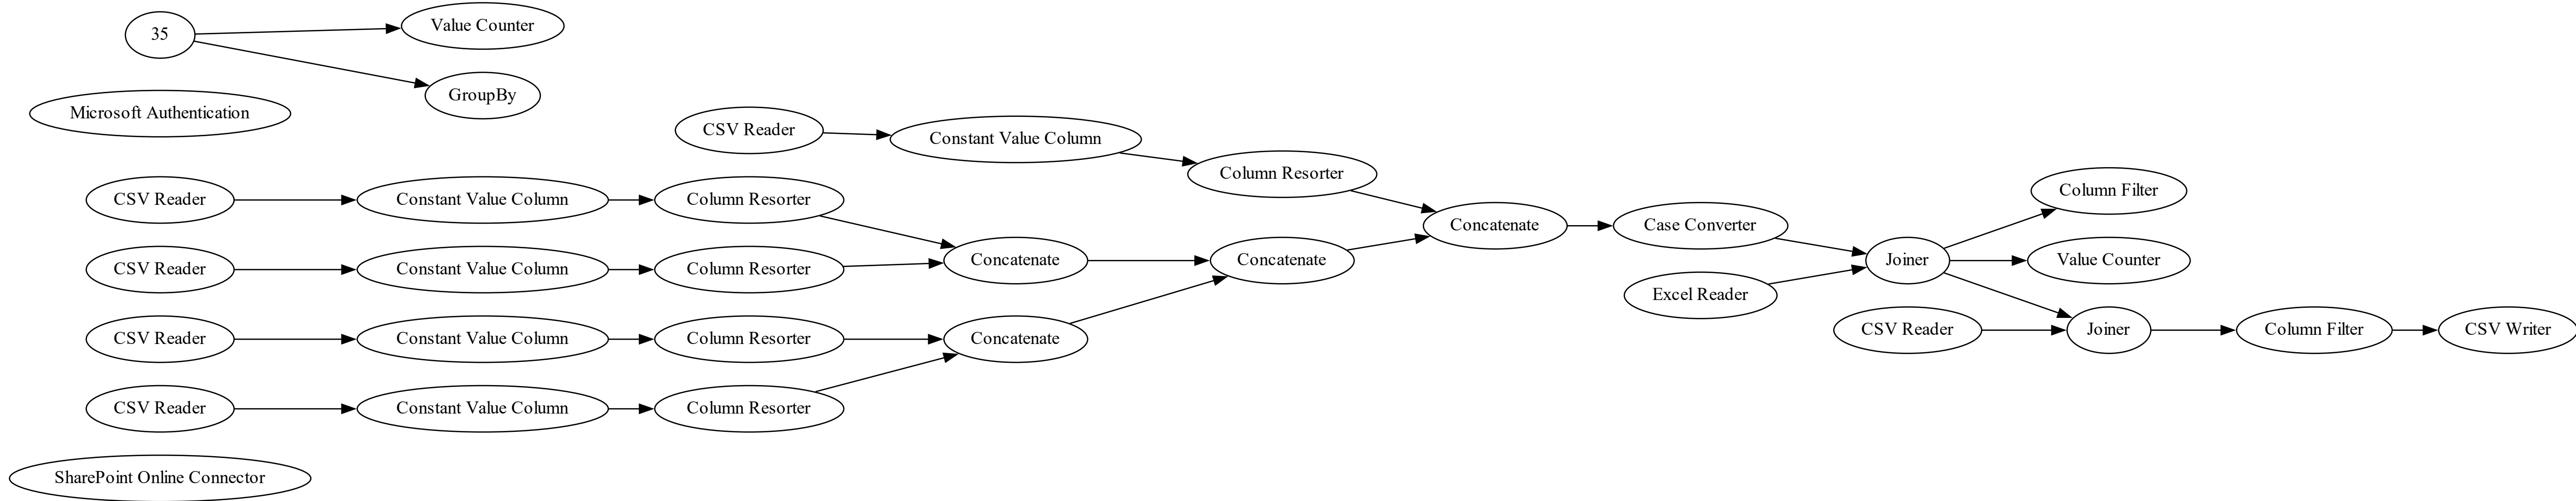 35
Value Counter
GroupBy
Microsoft Authentication
CSV Reader
Constant Value Column
Column Resorter
CSV Reader
Constant Value Column
Column Resorter
CSV Reader
Constant Value Column
Column Resorter
Concatenate
CSV Reader
Constant Value Column
Column Resorter
CSV Reader
Constant Value Column
Column Resorter
Concatenate
Concatenate
Concatenate
Case Converter
Excel Reader
Joiner
Column Filter
Value Counter
CSV Reader
Joiner
Column Filter
CSV Writer
SharePoint Online Connector